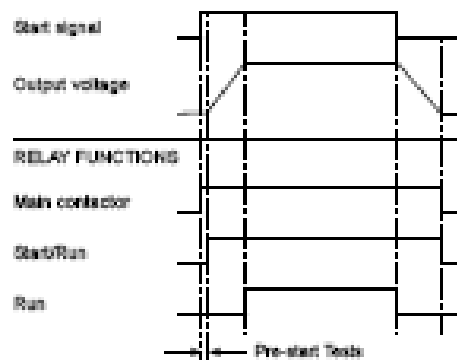 Start signal
Output voltage
RELAY FUNCTIONS
Main contactor
Start/Run
Run
Pre-start Tests